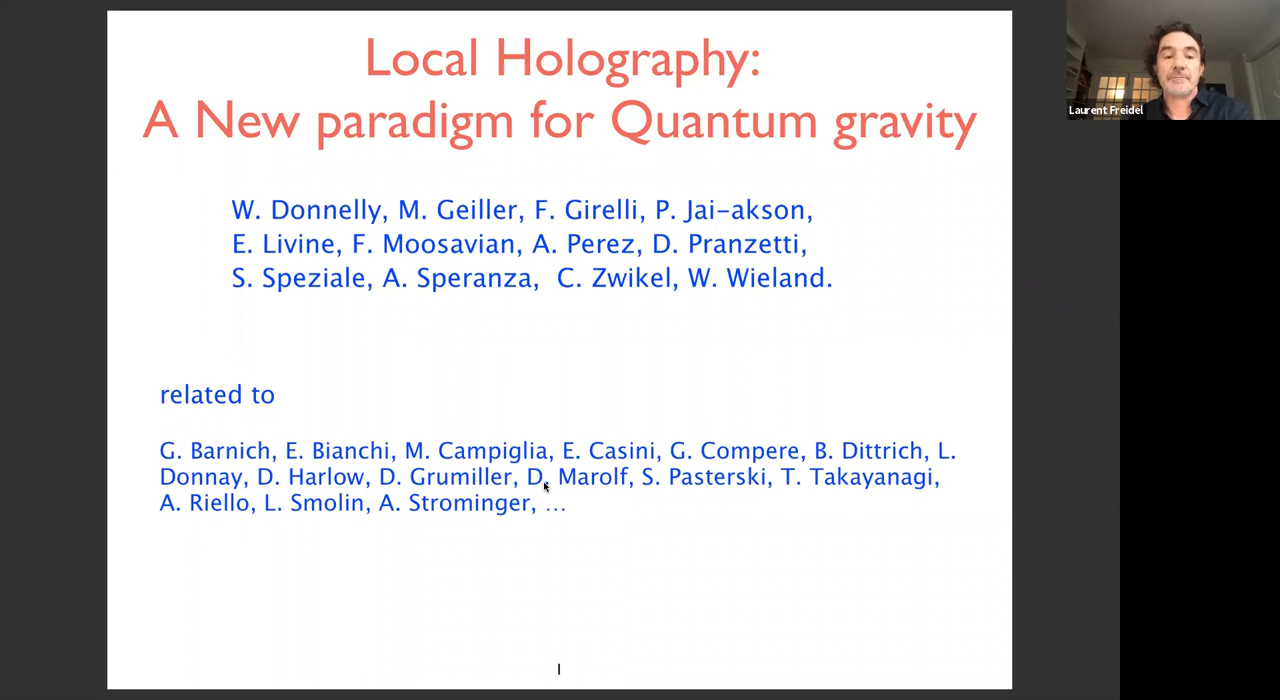 Local Holography:
A New paradigm for Quantum gravity
W. Donnelly, M. Geiller, F. Girelli, P. Jai-akson,
E. Livine, F. Moosavian, A. Perez, D. Pranzetti,
S. Speziale, A. Speranza, C. Zwikel, W. Wieland.
related to
G. Barnich, E. Bianchi, M. Campiglia, E. Casini, G. Compere, B. Dittrich, L.
Donnay, D. Harlow, D. Grumiller, D. Marolf, S. Pasterski, T. Takayanagi,
A. Riello, L. Smolin, A. Strominger, ...
1
Laurent Freidel